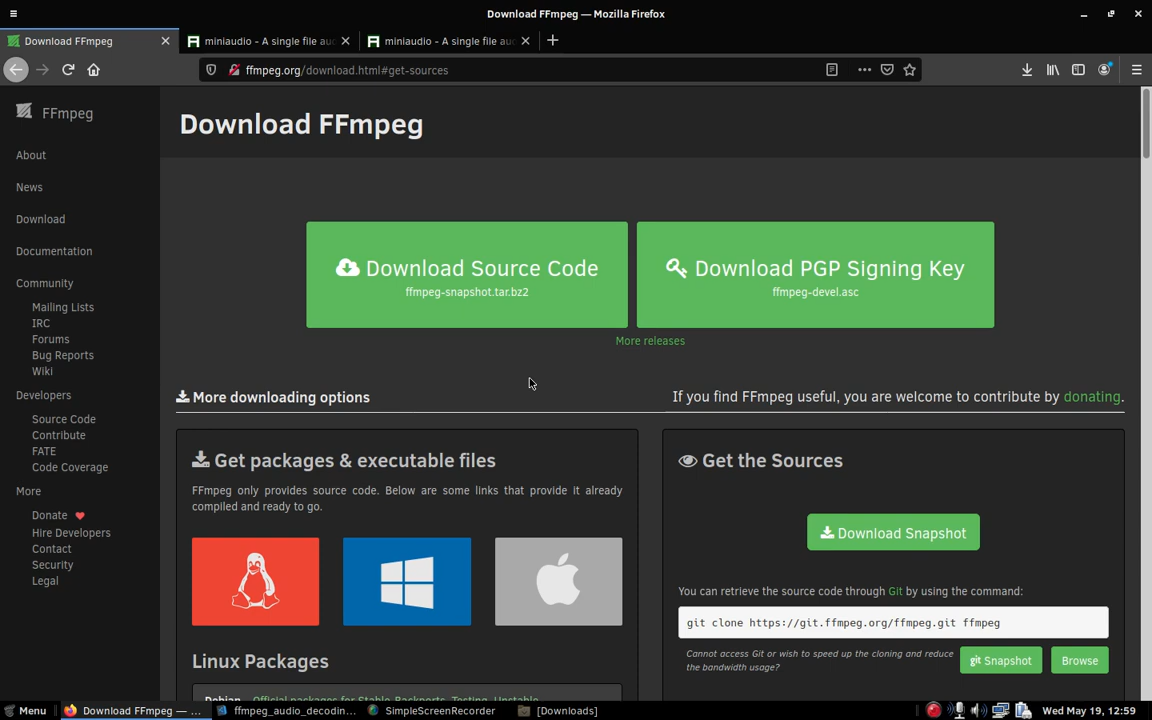 Download FFmpeg — Mozilla Firefox
Download FFmpeg
miniaudio - A single file au
miniaudio - A single file au
ffmpeg.org/download.html#get-sources
FFmpeg
About
News
Download
Documentation
Community
Mailing Lists
IRC
Forums
Bug Reports
Wiki
Developers
Source Code
Contribute
FATE
Code Coverage
More
Donate
Hire Developers
Contact
Security
Legal
Download FFmpeg
Download Source Code
ffmpeg-snapshot.tar.bz2
Download PGP Signing Key
ffmpeg-devel.asc
More releases
More downloading options
If you find FFmpeg useful, you are welcome to contribute by donating.
Get packages & executable files
FFmpeg only provides source code. Below are some links that provide it already
compiled and ready to go.
Linux Packages
Debian – Official packages for Stable-Backports, Testing, Unstable
Get the Sources
Download Snapshot
You can retrieve the source code through Git by using the command:
git clone https://git.ffmpeg.org/ffmpeg.git ffmpeg
Cannot access Git or wish to speed up the cloning and reduce
the bandwidth usage?
git Snapshot
Browse
Menu
Download FFmpeg — ...
ffmpeg_audio_decodin...
SimpleScreenRecorder
[Downloads]
Wed May 19, 12:59